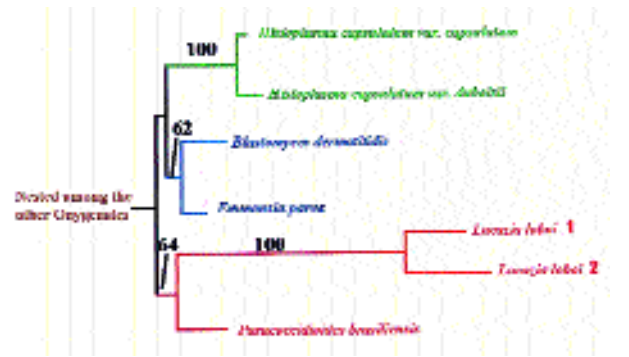 Histoplasma capsulatum var. capsulatum
100
Histoplasma capsulatum var. duboisii
62
Blastomyces dermatitidis
Nested among the
other Onygenales
Emmonsia parva
Lacazia loboi 1
64
100
Lacazia loboi 2
Paracoccidioides brasiliensis